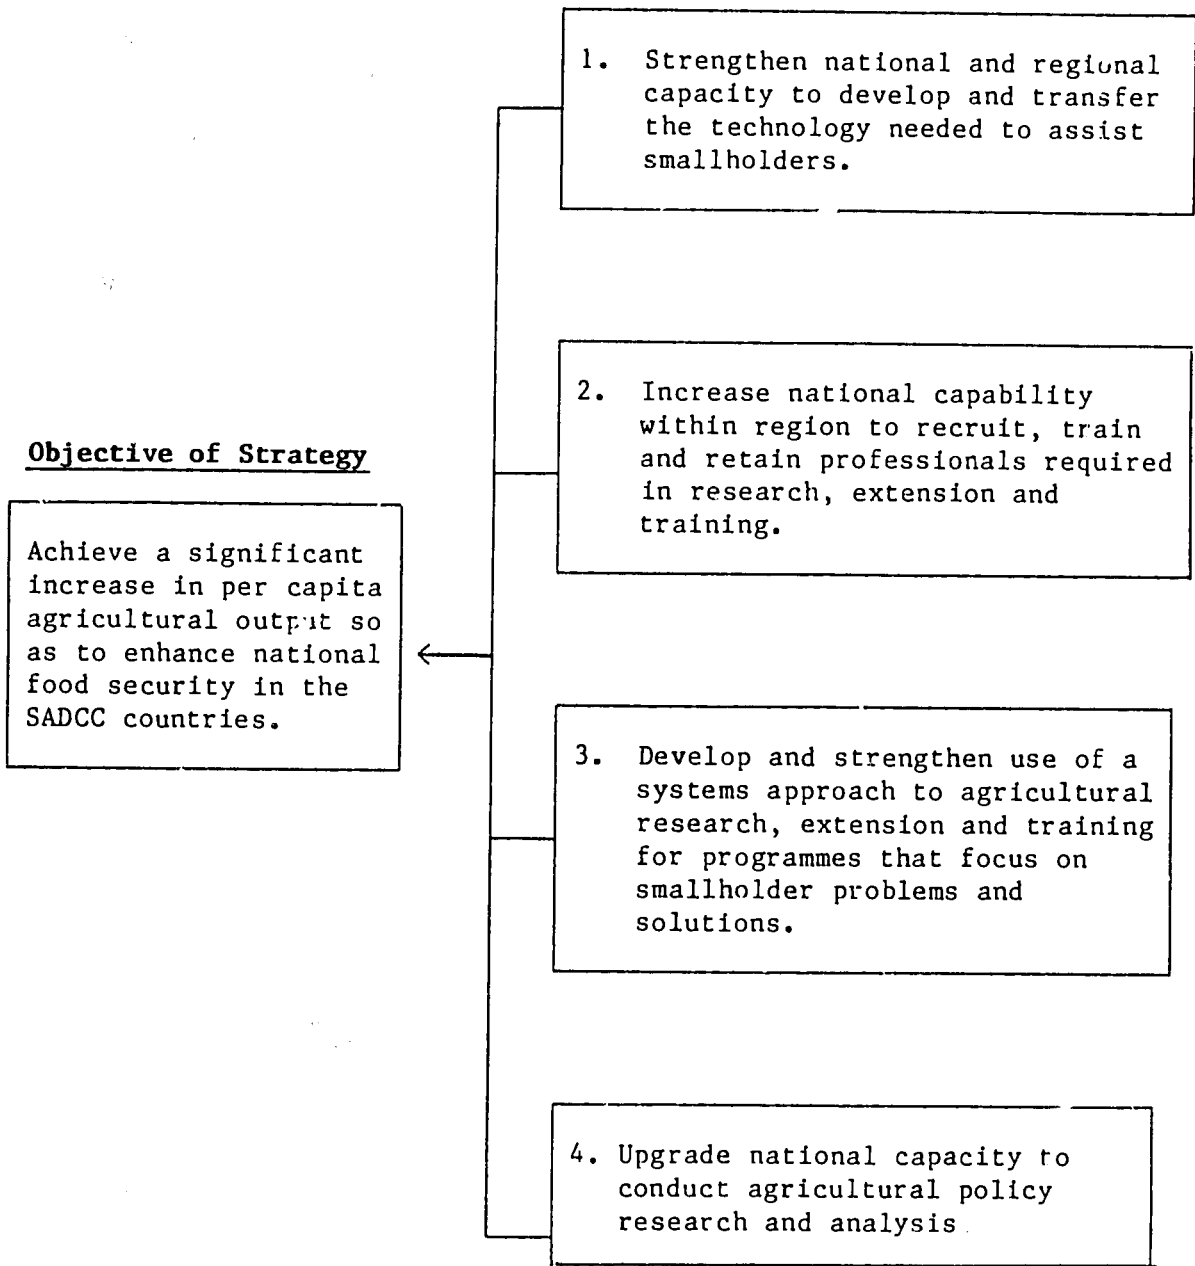 1. Strengthen national and regional
capacity to develop and transfer
the technology needed to assist
smallholders.
2. Increase national capability
within region to recruit, train
and retain professionals required
in research, extension and
training.
Objective of Strategy
Achieve a significant
increase in per capita
agricultural output so
as to enhance national
food security in the
SADCC countries.
3. Develop and strengthen use of a
systems approach to agricultural
research, extension and training
for programmes that focus on
smallholder problems and
solutions.
4. Upgrade national capacity to
conduct agricultural policy
research and analysis